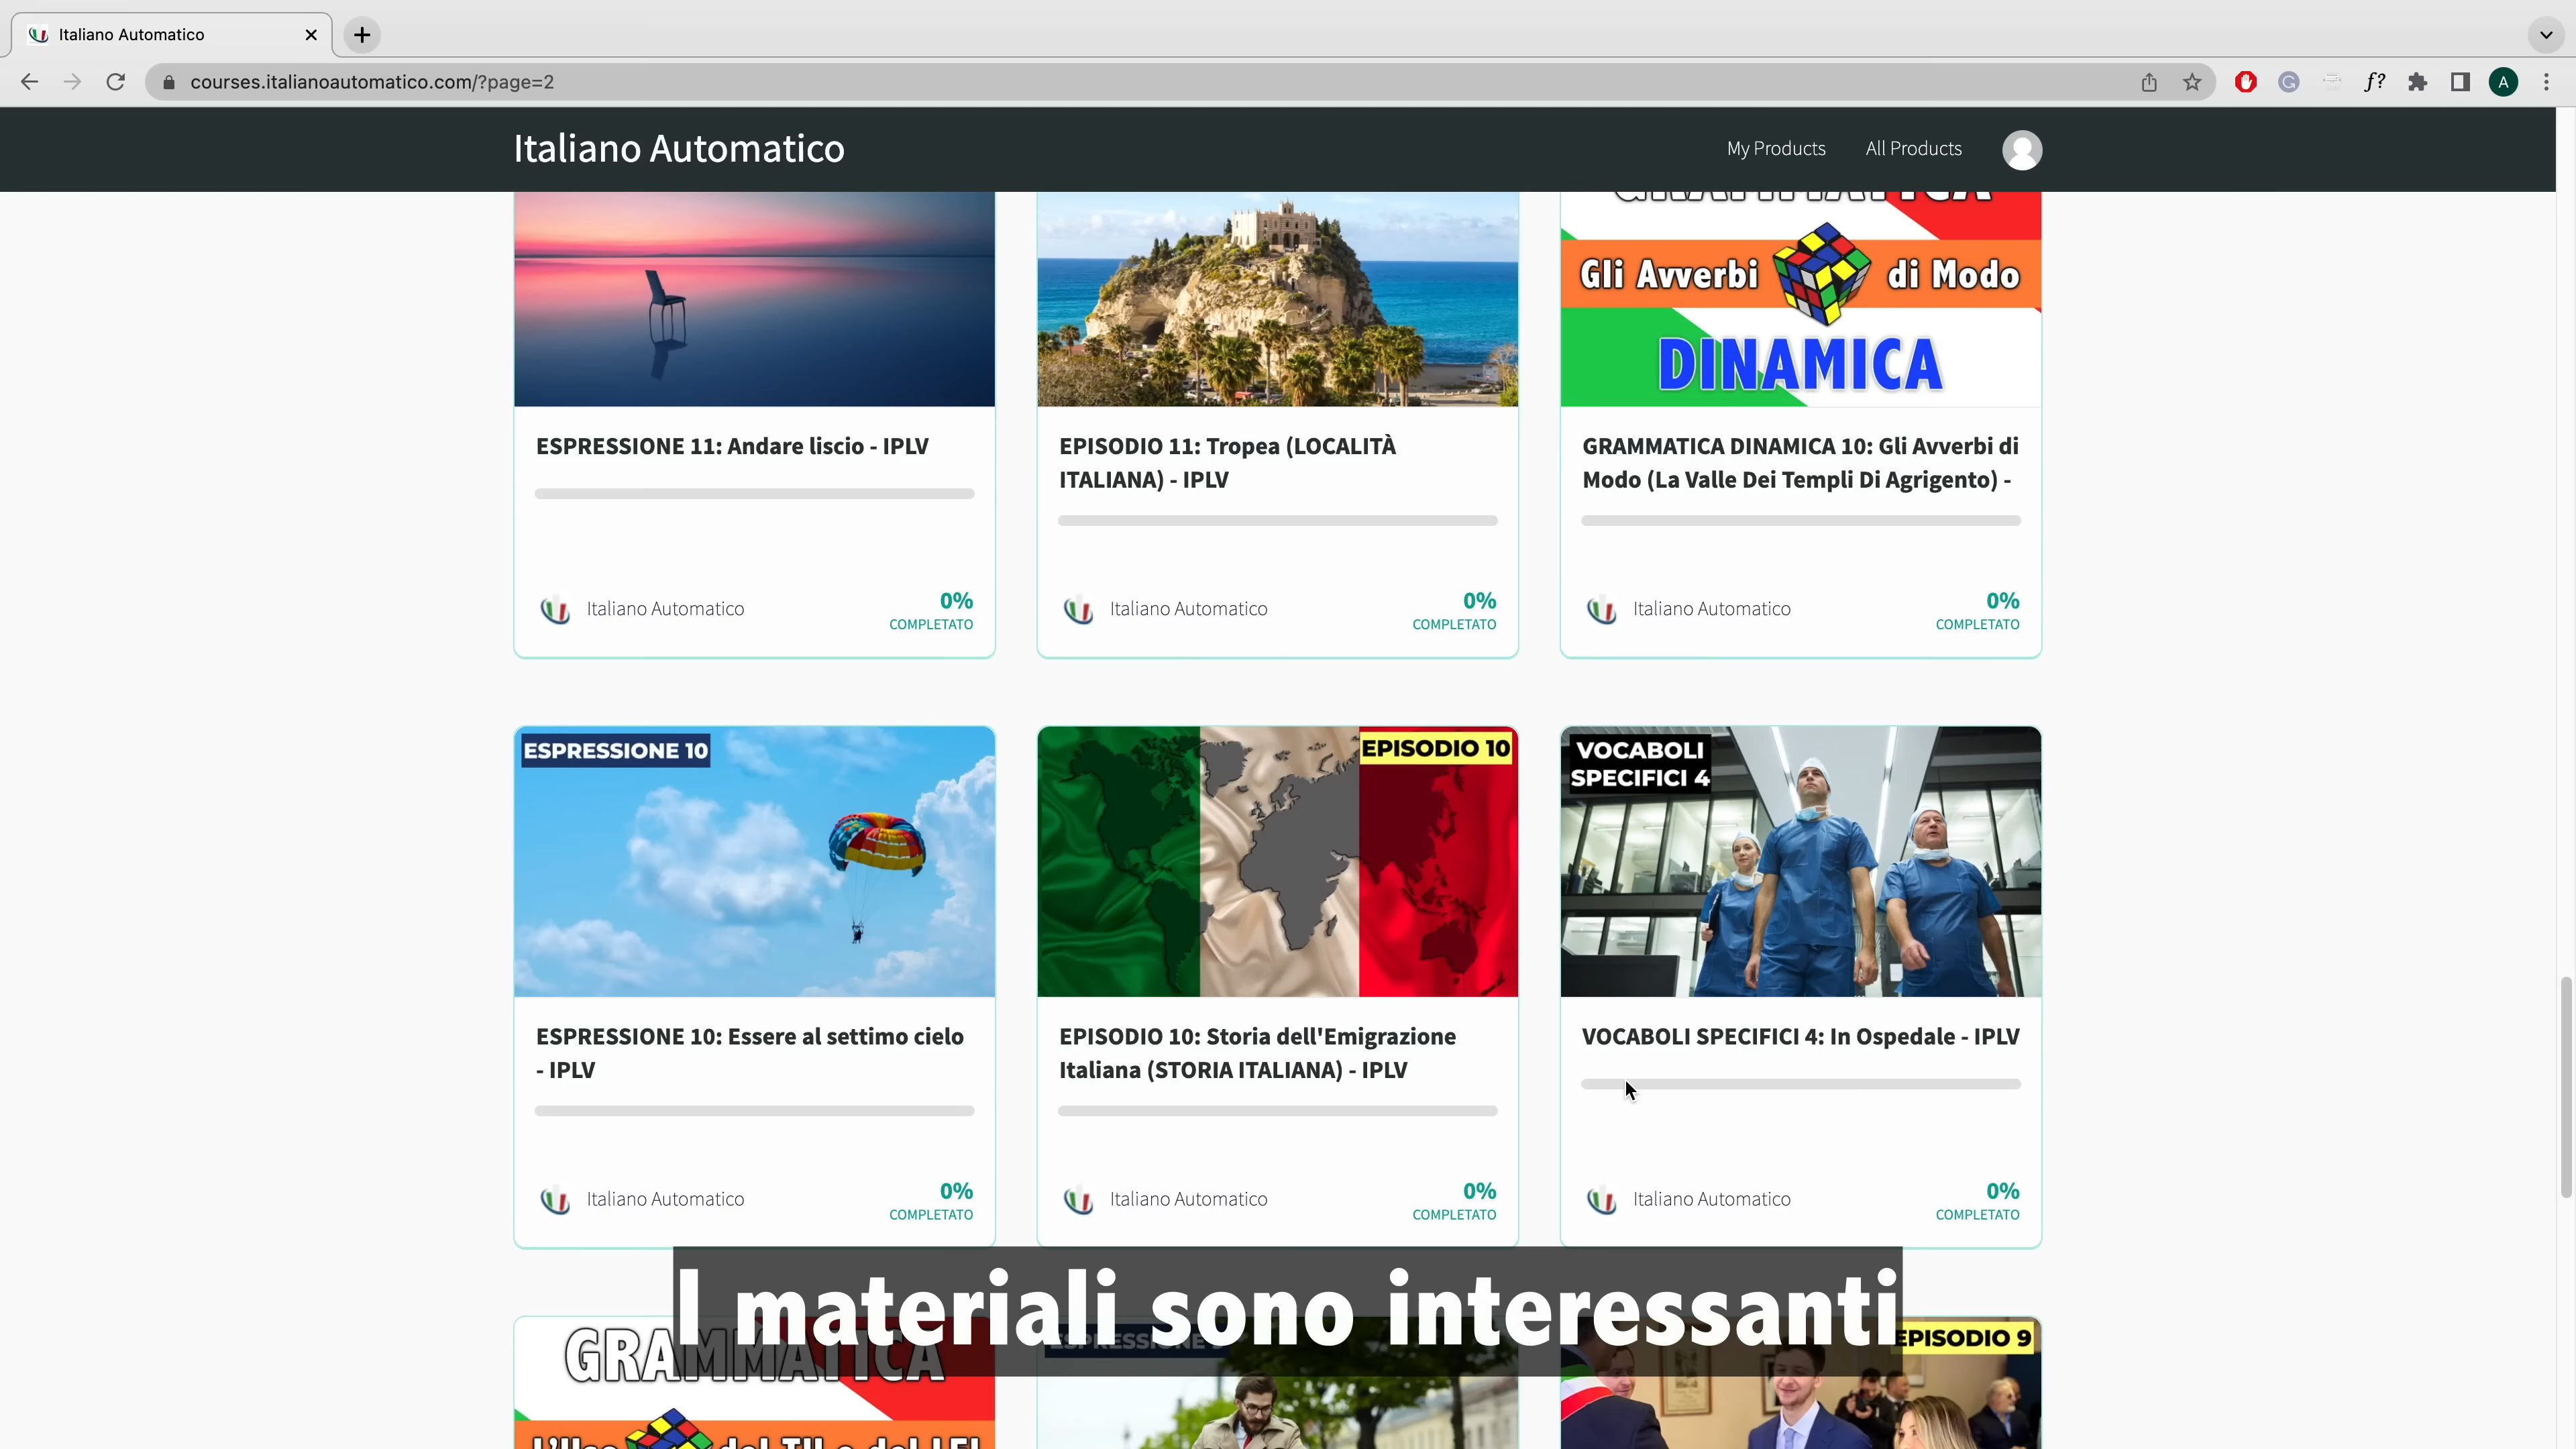 Italiano Automatico
courses.italianoautomatico.com/?page=2
f?
A
Italiano Automatico
My Products
All Products
Gli Avverbi di Modo
DINAMICA
ESPRESSIONE 11: Andare liscio - IPLV
Italiano Automatico
0%
COMPLETATO
EPISODIO 11: Tropea (LOCALITÀ
ITALIANA) - IPLV
Italiano Automatico
0%
COMPLETATO
GRAMMATICA DINAMICA 10: Gli Avverbi di
Modo (La Valle Dei Templi Di Agrigento) -
Italiano Automatico
0%
COMPLETATO
ESPRESSIONE 10
ESPRESSIONE 10: Essere al settimo cielo
- IPLV
Italiano Automatico
0%
COMPLETATO
EPISODIO 10
EPISODIO 10: Storia dell'Emigrazione
Italiana (STORIA ITALIANA) - IPLV
Italiano Automatico
0%
COMPLETATO
VOCABOLI
SPECIFICI 4
VOCABOLI SPECIFICI 4: In Ospedale - IPLV
Italiano Automatico
0%
COMPLETATO
I materiali sono interessanti
GRAMMATICA
ESPRESSIONE
EPISODIO 9